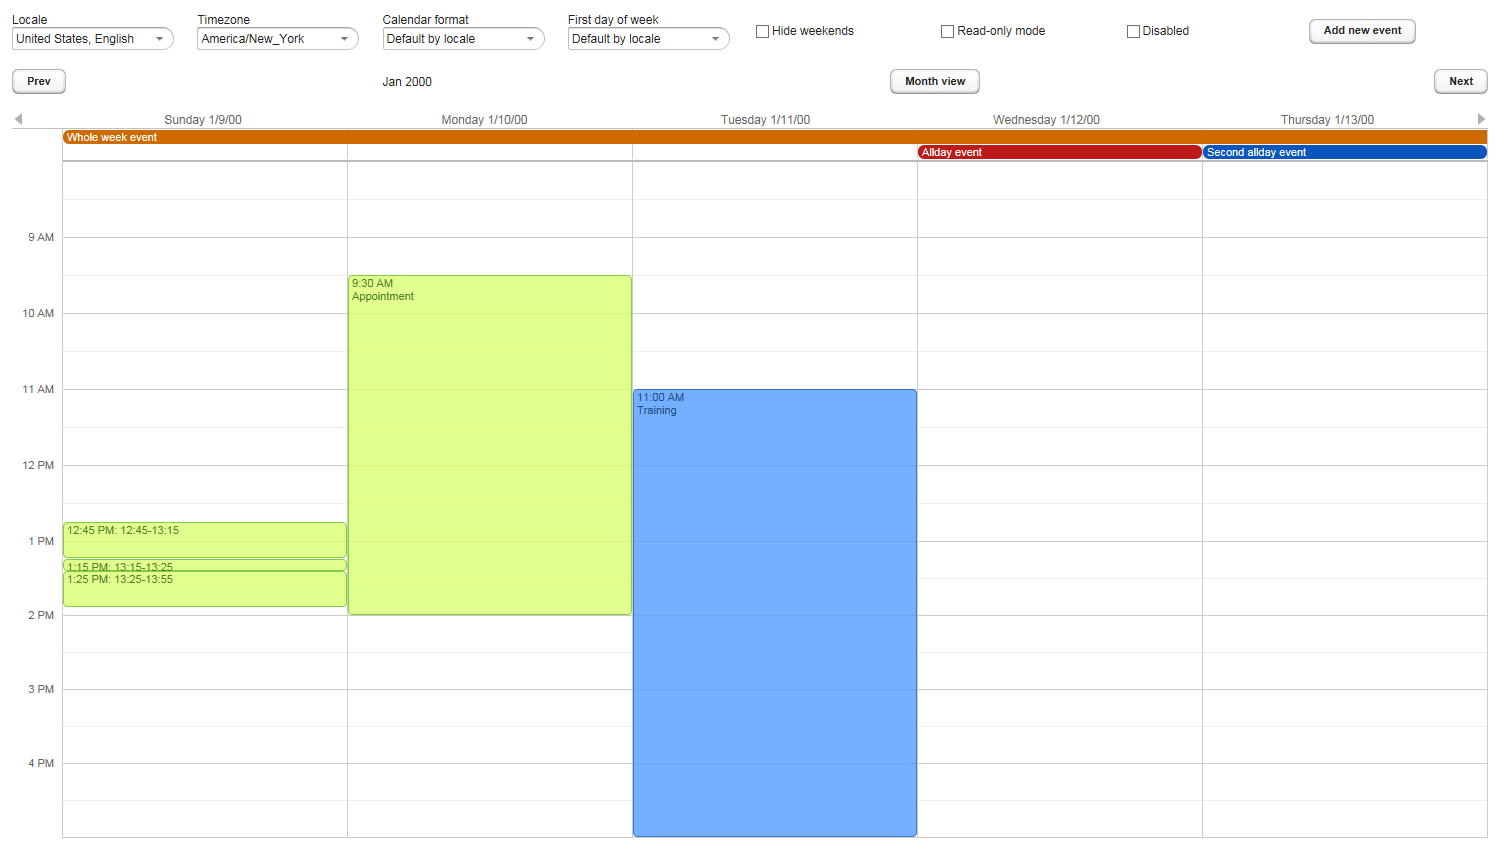 Locale
Timezone
Calendar format
First day of week
United States, English
America/New_York
Default by locale
Default by locale
Hide weekends
Read-only mode
Disabled
Add new event
Prev
Jan 2000
Month view
Next
Sunday 1/9/00
Monday 1/10/00
Tuesday 1/11/00
Wednesday 1/12/00
Thursday 1/13/00
Whole week event
Allday event
Second allday event
9 AM
9:30 AM
Appointment
10 AM
11 AM
11:00 AM
Training
12 PM
12:45 PM: 12:45-13:15
1 PM
1:15 PM: 13:15-13:25
1:25 PM: 13:25-13:55
2 PM
3 PM
4 PM